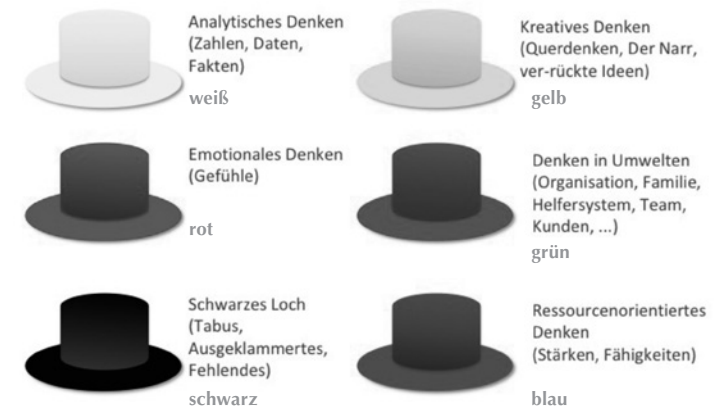 Analytisches Denken
(Zahlen, Daten,
Fakten)
weiß
Kreatives Denken
(Querdenken, Der Narr,
ver-rückte Ideen)
gelb
Emotionales Denken
(Gefühle)
rot
Denken in Umwelten
(Organisation, Familie,
Helfersystem, Team,
Kunden, ...)
grün
Schwarzes Loch
(Tabus,
Ausgeklammertes,
Fehlendes)
schwarz
Ressourcenorientiertes
Denken
(Stärken, Fähigkeiten)
blau